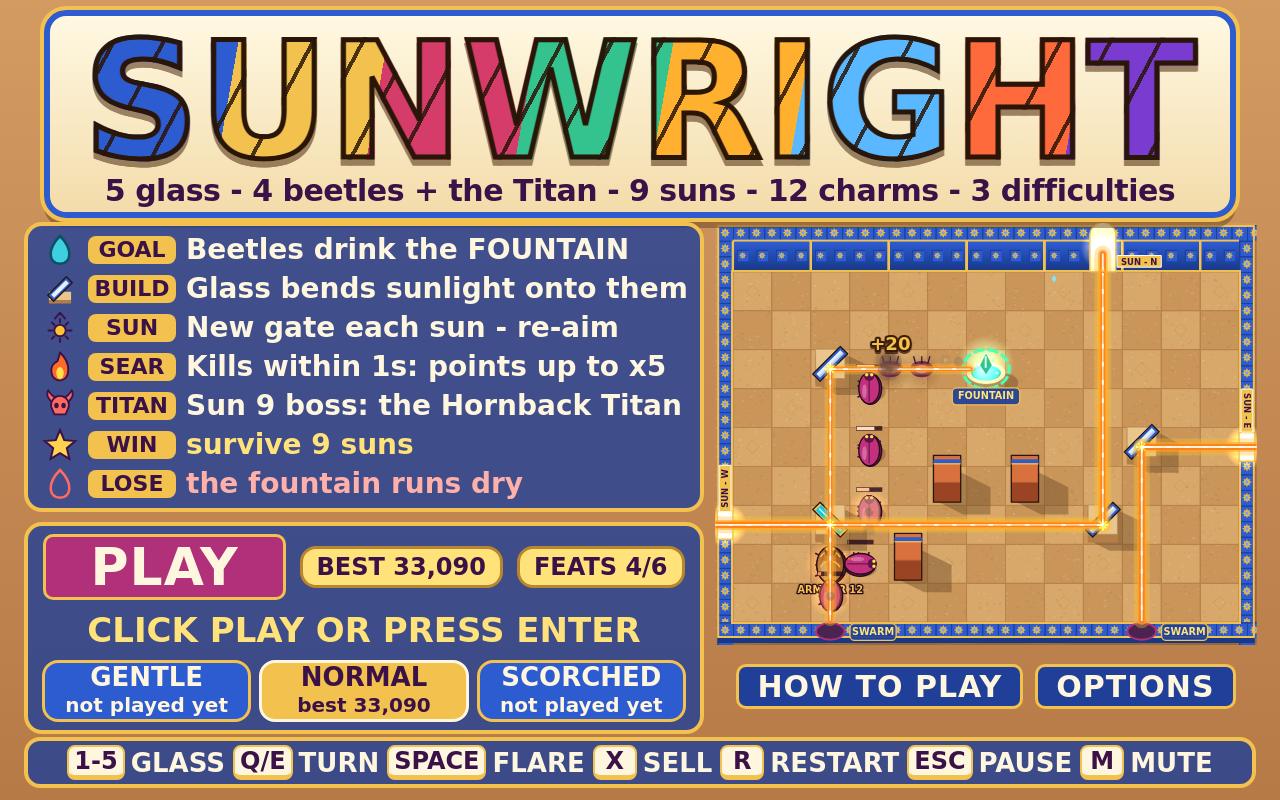 SUNWRIGHT
5 glass - 4 beetles + the Titan - 9 suns - 12 charms - 3 difficulties
GOAL Beetles drink the FOUNTAIN
BUILD Glass bends sunlight onto them
SUN New gate each sun - re-aim
SEAR Kills within 1s: points up to x5
TITAN Sun 9 boss: the Hornback Titan
WIN survive 9 suns
LOSE the fountain runs dry
SUN - N
+20
FOUNTAIN
SUN - E
SUN - W
12
SWARM
SWARM
PLAY
BEST 33,090
FEATS 4/6
CLICK PLAY OR PRESS ENTER
GENTLE
not played yet
NORMAL
best 33,090
SCORCHED
not played yet
HOW TO PLAY
OPTIONS
1-5 GLASS Q/E TURN SPACE FLARE X SELL R RESTART ESC PAUSE M MUTE